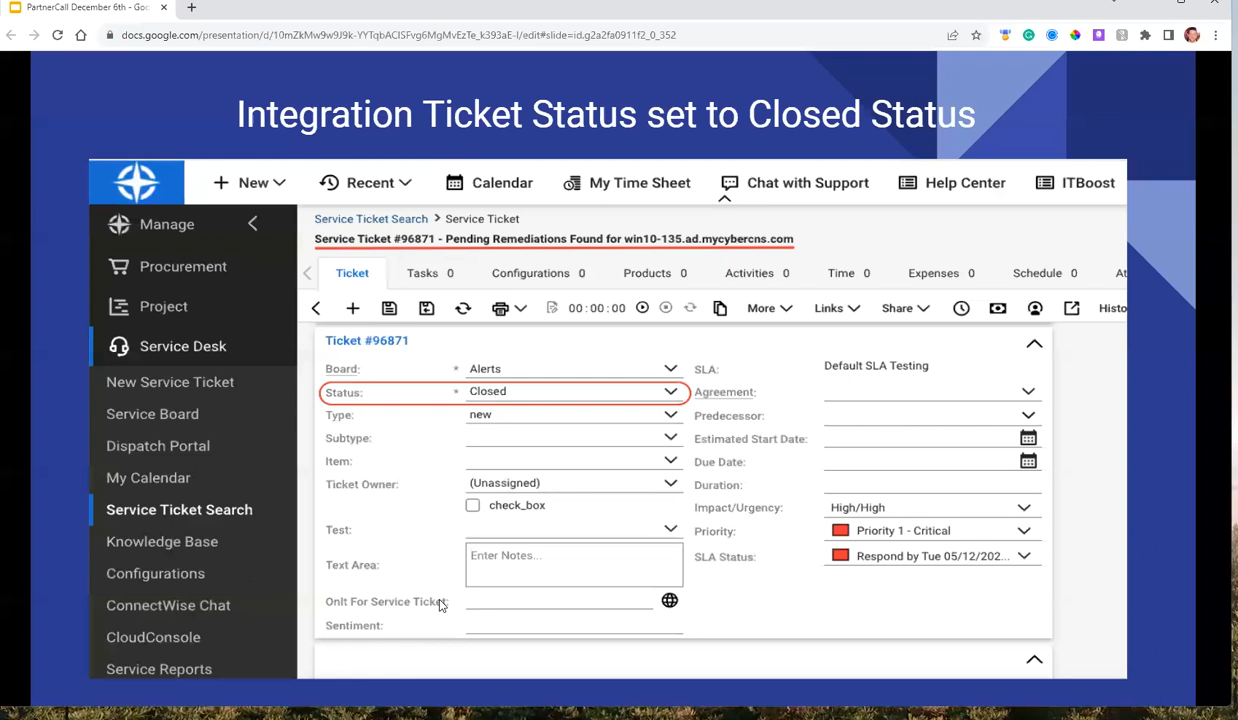 PartnerCall December 6th - Goo
docs.google.com/presentation/d/10mZkMw9w9J9k-YYTqbACISFvg6MgMvEzTe_k393aE-I/edit#slide=id.g2a2fa0911f2_0_352
Integration Ticket Status set to Closed Status
New
Recent
Calendar
My Time Sheet
Chat with Support
Help Center
ITBoost
Manage
Procurement
Project
Service Desk
New Service Ticket
Service Board
Dispatch Portal
My Calendar
Service Ticket Search
Knowledge Base
Configurations
ConnectWise Chat
CloudConsole
Service Reports
Service Ticket Search > Service Ticket
Service Ticket #96871 - Pending Remediations Found for win10-135.ad.mycybercns.com
Ticket
Tasks 0
Configurations 0
Products 0
Activities 0
Time 0
Expenses 0
Schedule 0
At
00:00:00
More
Links
Share
Histo
Ticket #96871
Board: * Alerts
Status: * Closed
Type: new
Subtype:
Item:
Ticket Owner: (Unassigned)
check_box
Test:
Text Area: Enter Notes...
Onlt For Service Ticket:
Sentiment:
SLA: Default SLA Testing
Agreement:
Predecessor:
Estimated Start Date:
Due Date:
Duration:
Impact/Urgency: High/High
Priority: Priority 1 - Critical
SLA Status: Respond by Tue 05/12/202...